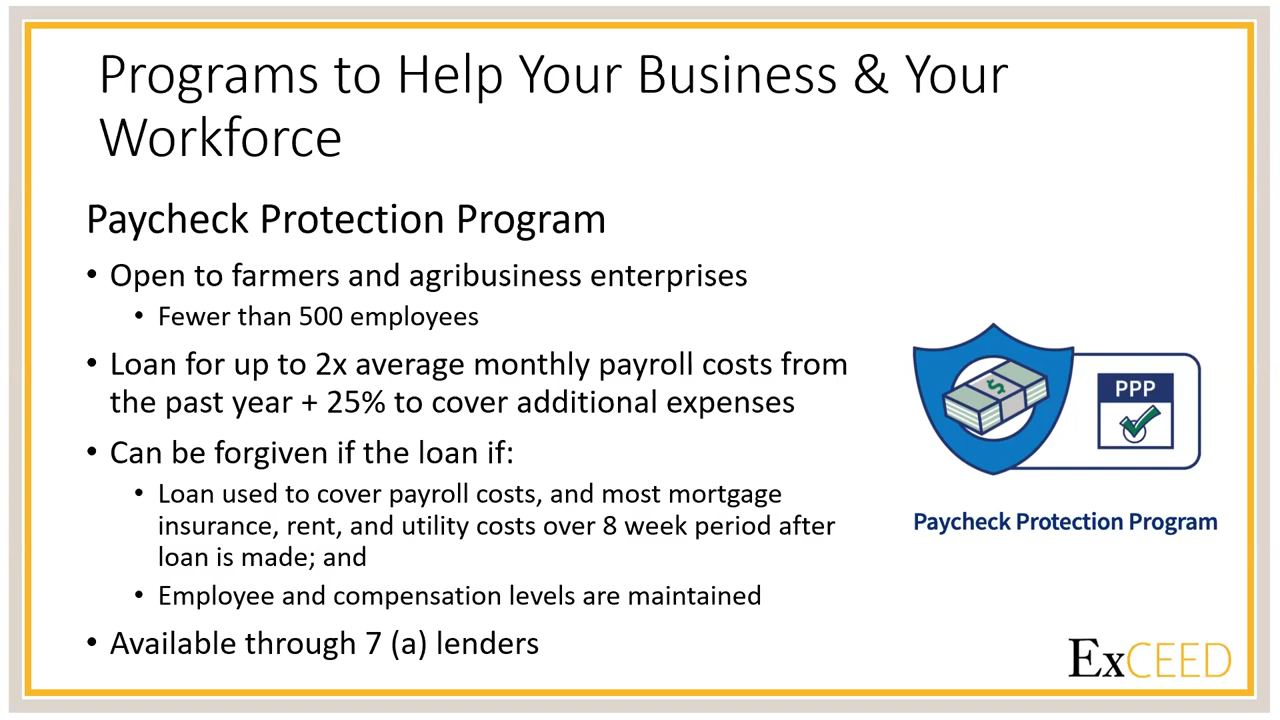 Programs to Help Your Business & Your
Workforce
Paycheck Protection Program
• Open to farmers and agribusiness enterprises
• Fewer than 500 employees
• Loan for up to 2x average monthly payroll costs from
the past year + 25% to cover additional expenses
• Can be forgiven if the loan if:
• Loan used to cover payroll costs, and most mortgage
insurance, rent, and utility costs over 8 week period after
loan is made; and
• Employee and compensation levels are maintained
• Available through 7 (a) lenders
$
PPP
Paycheck Protection Program
ExCEED